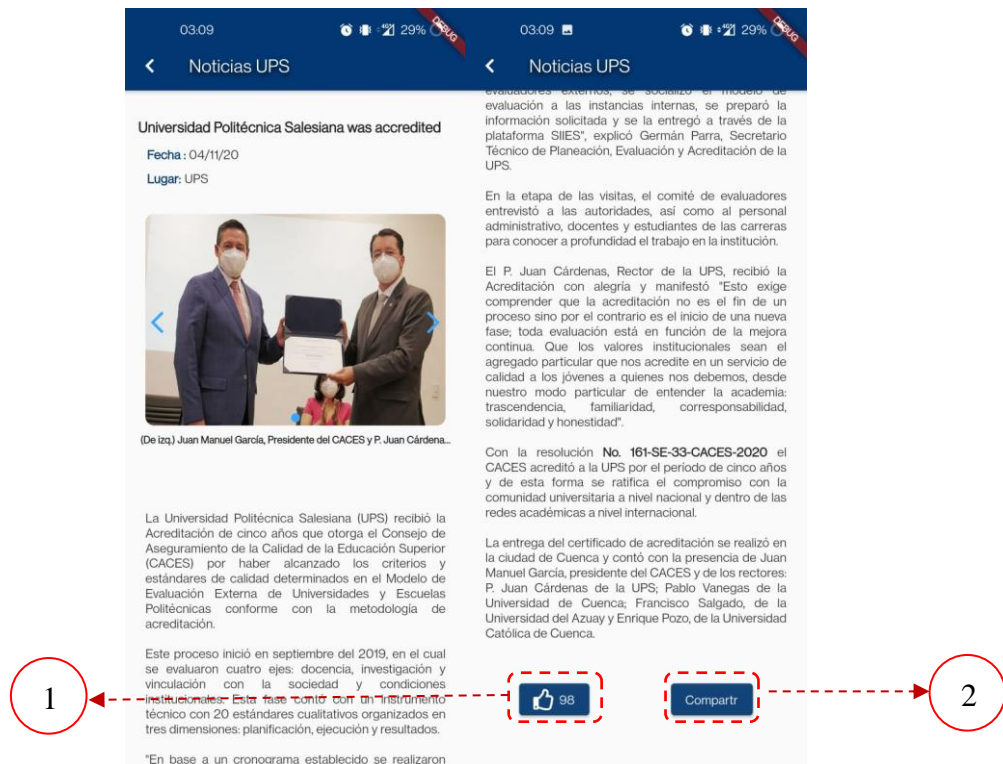 03:09
29%
DEBUG
Noticias UPS
Universidad Politécnica Salesiana was accredited
Fecha : 04/11/20
Lugar: UPS
(De izq.) Juan Manuel García, Presidente del CACES y P. Juan Cárdena...
La Universidad Politécnica Salesiana (UPS) recibió la
Acreditación de cinco años que otorga el Consejo de
Aseguramiento de la Calidad de la Educación Superior
(CACES) por haber alcanzado los criterios y
estándares de calidad determinados en el Modelo de
Evaluación Externa de Universidades y Escuelas
Politécnicas conforme con la metodología de
acreditación.
Este proceso inició en septiembre del 2019, en el cual
se evaluaron cuatro ejes: docencia, investigación y
vinculación con la sociedad y condiciones
institucionales. Esta fase contó con un instrumento
técnico con 20 estándares cualitativos organizados en
tres dimensiones: planificación, ejecución y resultados.
"En base a un cronograma establecido se realizaron
1
03:09
29%
DEBUG
Noticias UPS
evaluadores externos, se socializó el modelo de
evaluación a las instancias internas, se preparó la
información solicitada y se la entregó a través de la
plataforma SIIES", explicó Germán Parra, Secretario
Técnico de Planeación, Evaluación y Acreditación de la
UPS.
En la etapa de las visitas, el comité de evaluadores
entrevistó a las autoridades, así como al personal
administrativo, docentes y estudiantes de las carreras
para conocer a profundidad el trabajo en la institución.
El P. Juan Cárdenas, Rector de la UPS, recibió la
Acreditación con alegría y manifestó "Esto exige
comprender que la acreditación no es el fin de un
proceso sino por el contrario es el inicio de una nueva
fase; toda evaluación está en función de la mejora
continua. Que los valores institucionales sean el
agregado particular que nos acredite en un servicio de
calidad a los jóvenes a quienes nos debemos, desde
nuestro modo particular de entender la academia:
trascendencia, familiaridad, corresponsabilidad,
solidaridad y honestidad".
Con la resolución No. 161-SE-33-CACES-2020 el
CACES acreditó a la UPS por el período de cinco años
y de esta forma se ratifica el compromiso con la
comunidad universitaria a nivel nacional y dentro de las
redes académicas a nivel internacional.
La entrega del certificado de acreditación se realizó en
la ciudad de Cuenca y contó con la presencia de Juan
Manuel García, presidente del CACES y de los rectores:
P. Juan Cárdenas de la UPS; Pablo Vanegas de la
Universidad de Cuenca; Francisco Salgado, de la
Universidad del Azuay y Enrique Pozo, de la Universidad
Católica de Cuenca.
98
Compartr
2